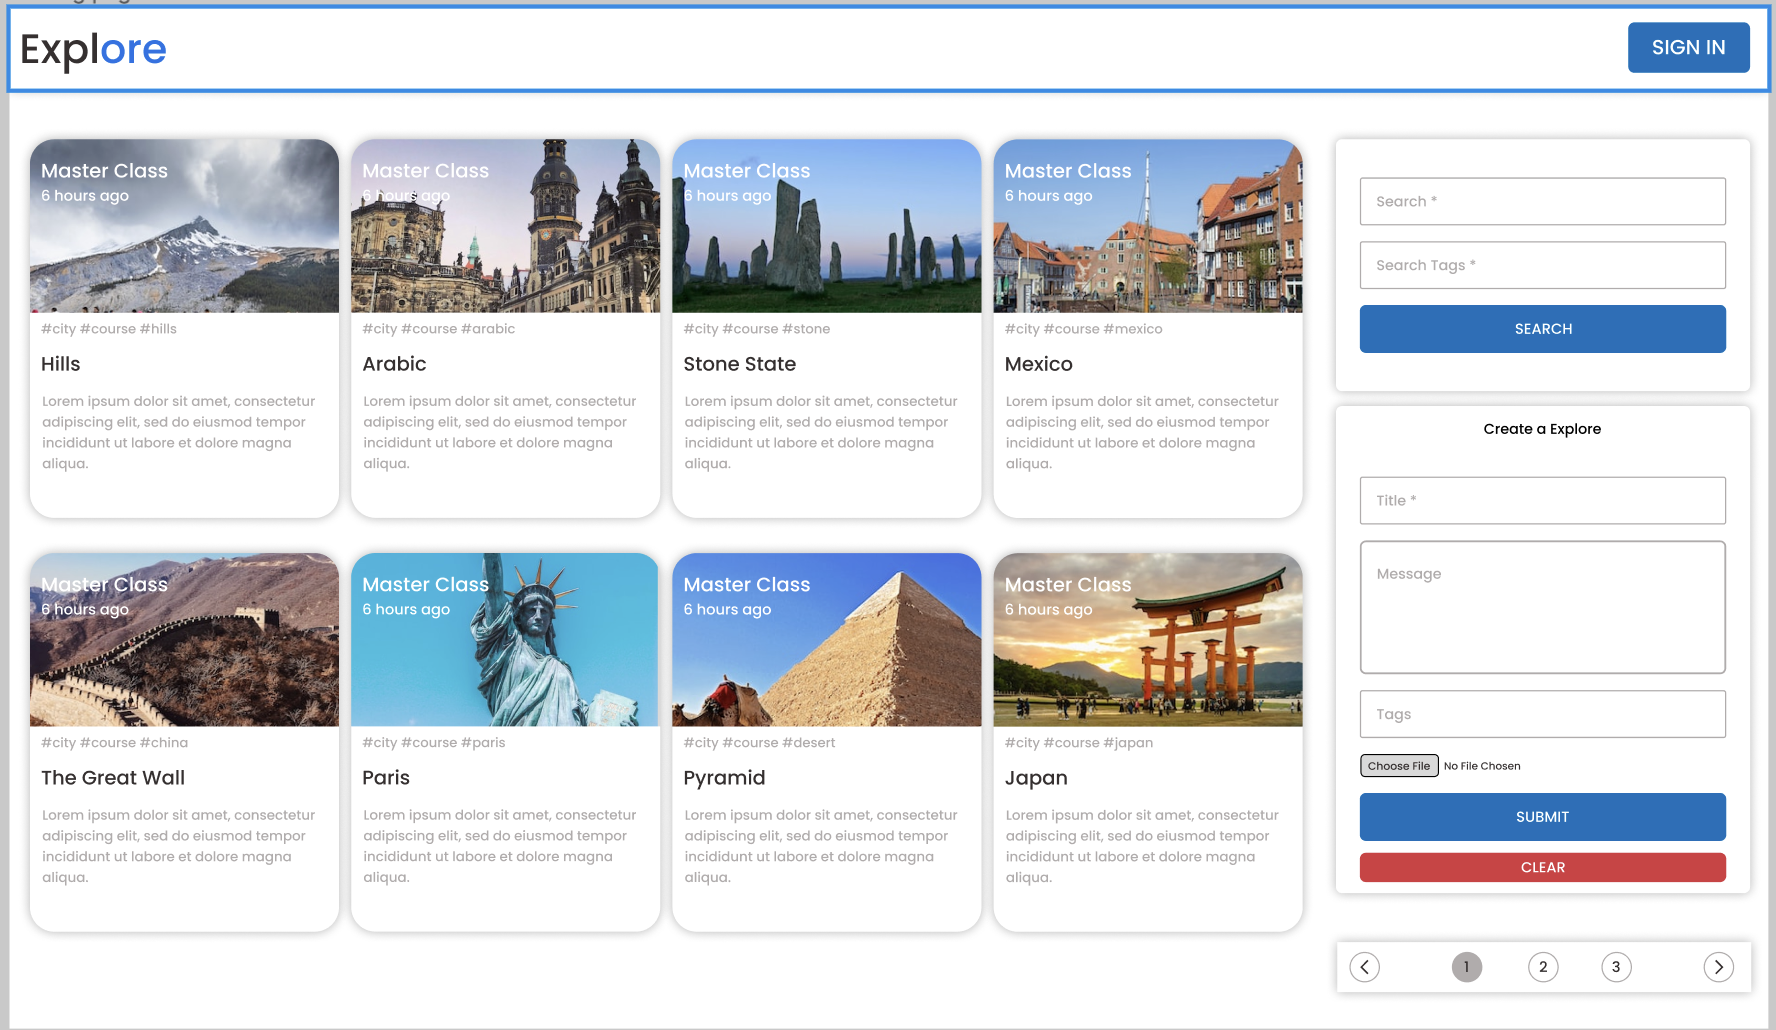 Explore
SIGN IN
Master Class
6 hours ago
#city #course #hills
Hills
Lorem ipsum dolor sit amet, consectetur
adipiscing elit, sed do eiusmod tempor
incididunt ut labore et dolore magna
aliqua.
Master Class
6 hours ago
#city #course #arabic
Arabic
Lorem ipsum dolor sit amet, consectetur
adipiscing elit, sed do eiusmod tempor
incididunt ut labore et dolore magna
aliqua.
Master Class
6 hours ago
#city #course #stone
Stone State
Lorem ipsum dolor sit amet, consectetur
adipiscing elit, sed do eiusmod tempor
incididunt ut labore et dolore magna
aliqua.
Master Class
6 hours ago
#city #course #mexico
Mexico
Lorem ipsum dolor sit amet, consectetur
adipiscing elit, sed do eiusmod tempor
incididunt ut labore et dolore magna
aliqua.
Master Class
6 hours ago
#city #course #china
The Great Wall
Lorem ipsum dolor sit amet, consectetur
adipiscing elit, sed do eiusmod tempor
incididunt ut labore et dolore magna
aliqua.
Master Class
6 hours ago
#city #course #paris
Paris
Lorem ipsum dolor sit amet, consectetur
adipiscing elit, sed do eiusmod tempor
incididunt ut labore et dolore magna
aliqua.
Master Class
6 hours ago
#city #course #desert
Pyramid
Lorem ipsum dolor sit amet, consectetur
adipiscing elit, sed do eiusmod tempor
incididunt ut labore et dolore magna
aliqua.
Master Class
6 hours ago
#city #course #japan
Japan
Lorem ipsum dolor sit amet, consectetur
adipiscing elit, sed do eiusmod tempor
incididunt ut labore et dolore magna
aliqua.
Search *
Search Tags *
SEARCH
Create a Explore
Title *
Message
Tags
Choose File No File Chosen
SUBMIT
CLEAR
1 2 3